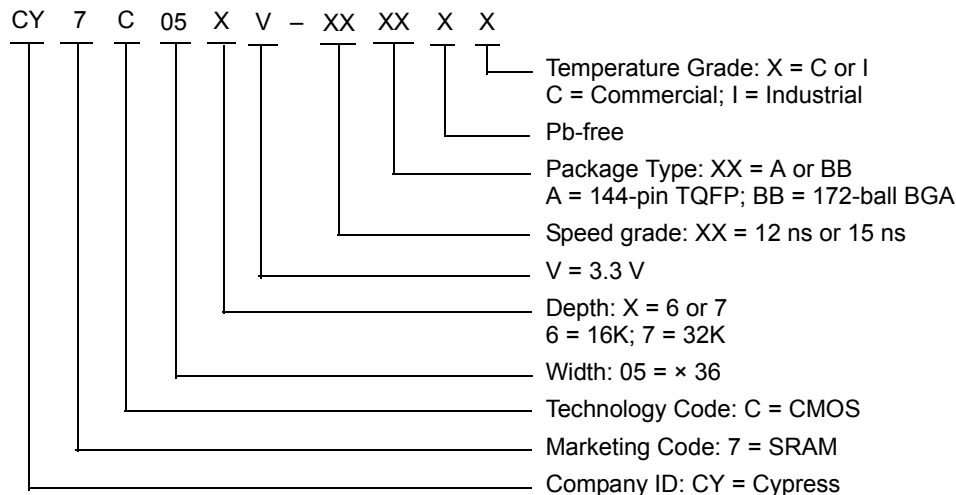 CY 7 C 05 X V – XX XX X X
Temperature Grade: X = C or I
C = Commercial; I = Industrial
Pb-free
Package Type: XX = A or BB
A = 144-pin TQFP; BB = 172-ball BGA
Speed grade: XX = 12 ns or 15 ns
V = 3.3 V
Depth: X = 6 or 7
6 = 16K; 7 = 32K
Width: 05 = × 36
Technology Code: C = CMOS
Marketing Code: 7 = SRAM
Company ID: CY = Cypress